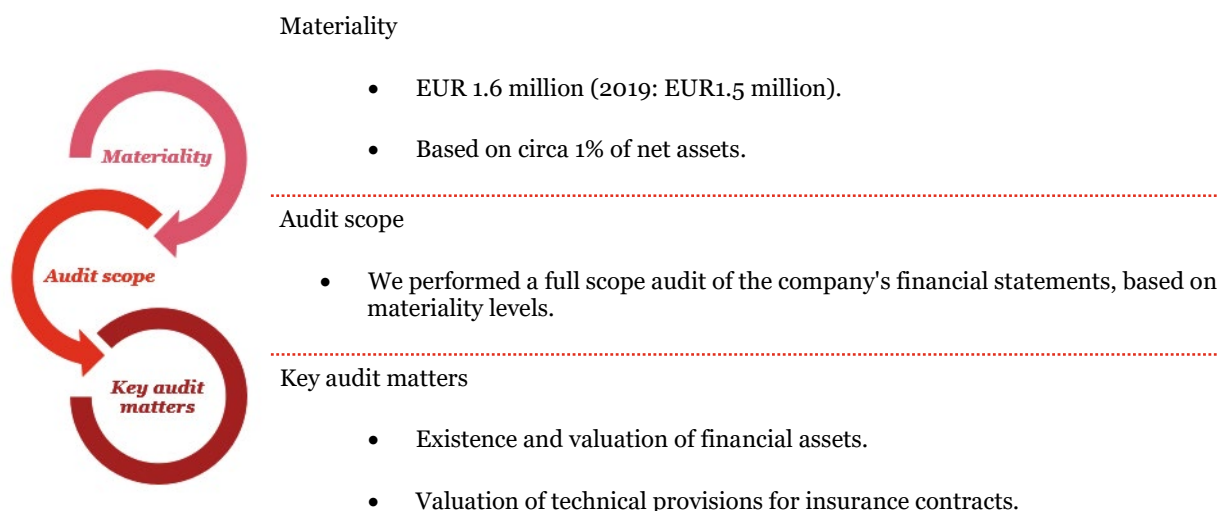 Materiality
• EUR 1.6 million (2019: EUR1.5 million).
• Based on circa 1% of net assets.
Materiality
Audit scope
• We performed a full scope audit of the company's financial statements, based on
materiality levels.
Audit scope
Key audit matters
• Existence and valuation of financial assets.
• Valuation of technical provisions for insurance contracts.
Key audit
matters